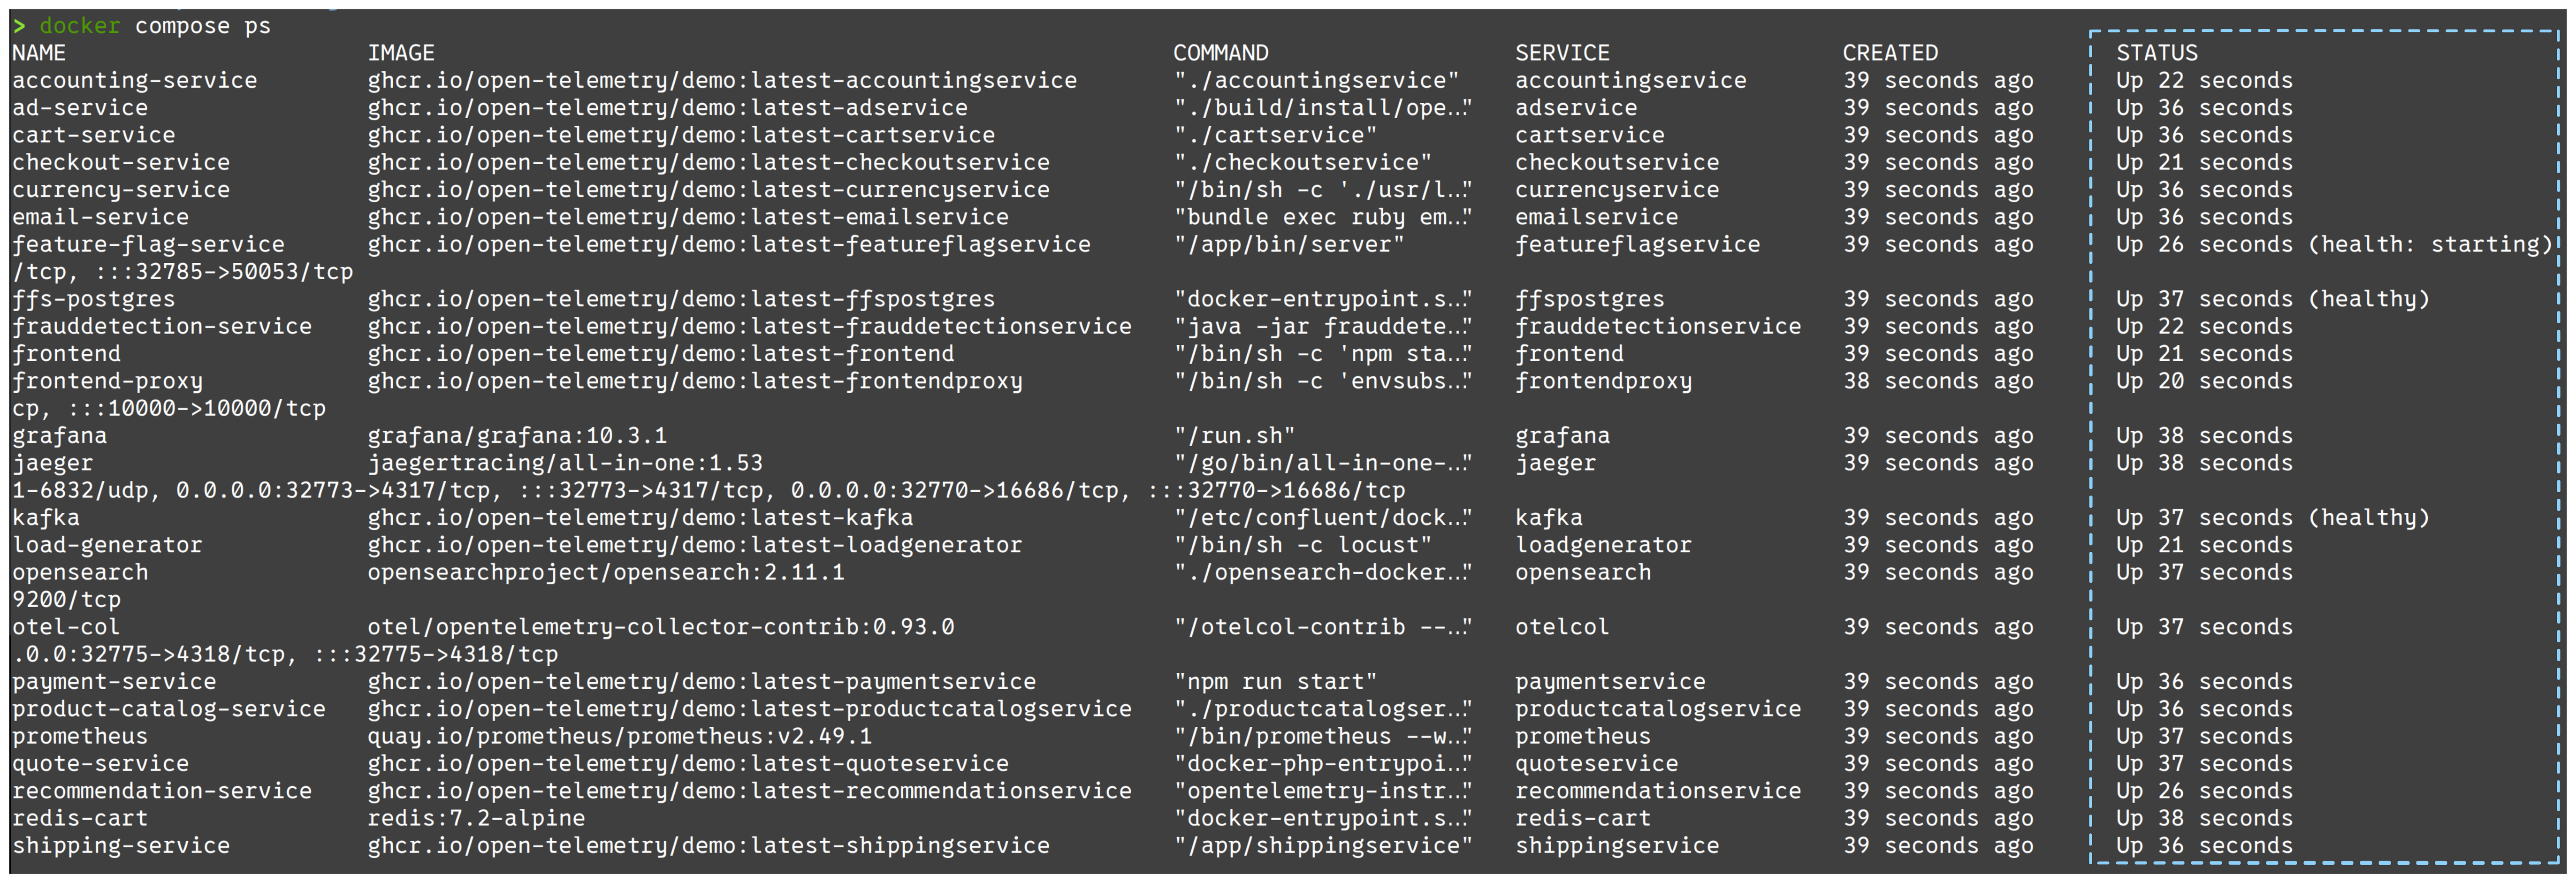 > docker compose ps
NAME IMAGE COMMAND SERVICE CREATED STATUS
accounting-service ghcr.io/open-telemetry/demo:latest-accountingservice "./accountingservice" accountingservice 39 seconds ago Up 22 seconds
ad-service ghcr.io/open-telemetry/demo:latest-adservice "./build/install/ope…" adservice 39 seconds ago Up 36 seconds
cart-service ghcr.io/open-telemetry/demo:latest-cartservice "./cartservice" cartservice 39 seconds ago Up 36 seconds
checkout-service ghcr.io/open-telemetry/demo:latest-checkoutservice "./checkoutservice" checkoutservice 39 seconds ago Up 21 seconds
currency-service ghcr.io/open-telemetry/demo:latest-currencyservice "/bin/sh -c './usr/l…" currencyservice 39 seconds ago Up 36 seconds
email-service ghcr.io/open-telemetry/demo:latest-emailservice "bundle exec ruby em…" emailservice 39 seconds ago Up 36 seconds
feature-flag-service ghcr.io/open-telemetry/demo:latest-featureflagservice "/app/bin/server" featureflagservice 39 seconds ago Up 26 seconds (health: starting)
/tcp, :::32785->50053/tcp
ffs-postgres ghcr.io/open-telemetry/demo:latest-ffspostgres "docker-entrypoint.s…" ffspostgres 39 seconds ago Up 37 seconds (healthy)
frauddetection-service ghcr.io/open-telemetry/demo:latest-frauddetectionservice "java -jar frauddete…" frauddetectionservice 39 seconds ago Up 22 seconds
frontend ghcr.io/open-telemetry/demo:latest-frontend "/bin/sh -c 'npm sta…" frontend 39 seconds ago Up 21 seconds
frontend-proxy ghcr.io/open-telemetry/demo:latest-frontendproxy "/bin/sh -c 'envsubs…" frontendproxy 38 seconds ago Up 20 seconds
cp, :::10000->10000/tcp
grafana grafana/grafana:10.3.1 "/run.sh" grafana 39 seconds ago Up 38 seconds
jaeger jaegertracing/all-in-one:1.53 "/go/bin/all-in-one-…" jaeger 39 seconds ago Up 38 seconds
1-6832/udp, 0.0.0.0:32773->4317/tcp, :::32773->4317/tcp, 0.0.0.0:32770->16686/tcp, :::32770->16686/tcp
kafka ghcr.io/open-telemetry/demo:latest-kafka "/etc/confluent/dock…" kafka 39 seconds ago Up 37 seconds (healthy)
load-generator ghcr.io/open-telemetry/demo:latest-loadgenerator "/bin/sh -c locust" loadgenerator 39 seconds ago Up 21 seconds
opensearch opensearchproject/opensearch:2.11.1 "./opensearch-docker…" opensearch 39 seconds ago Up 37 seconds
9200/tcp
otel-col otel/opentelemetry-collector-contrib:0.93.0 "/otelcol-contrib --…" otelcol 39 seconds ago Up 37 seconds
.0.0:32775->4318/tcp, :::32775->4318/tcp
payment-service ghcr.io/open-telemetry/demo:latest-paymentservice "npm run start" paymentservice 39 seconds ago Up 36 seconds
product-catalog-service ghcr.io/open-telemetry/demo:latest-productcatalogservice "./productcatalogser…" productcatalogservice 39 seconds ago Up 36 seconds
prometheus quay.io/prometheus/prometheus:v2.49.1 "/bin/prometheus --w…" prometheus 39 seconds ago Up 37 seconds
quote-service ghcr.io/open-telemetry/demo:latest-quoteservice "docker-php-entrypoi…" quoteservice 39 seconds ago Up 37 seconds
recommendation-service ghcr.io/open-telemetry/demo:latest-recommendationservice "opentelemetry-instr…" recommendationservice 39 seconds ago Up 26 seconds
redis-cart redis:7.2-alpine "docker-entrypoint.s…" redis-cart 39 seconds ago Up 38 seconds
shipping-service ghcr.io/open-telemetry/demo:latest-shippingservice "/app/shippingservice" shippingservice 39 seconds ago Up 36 seconds